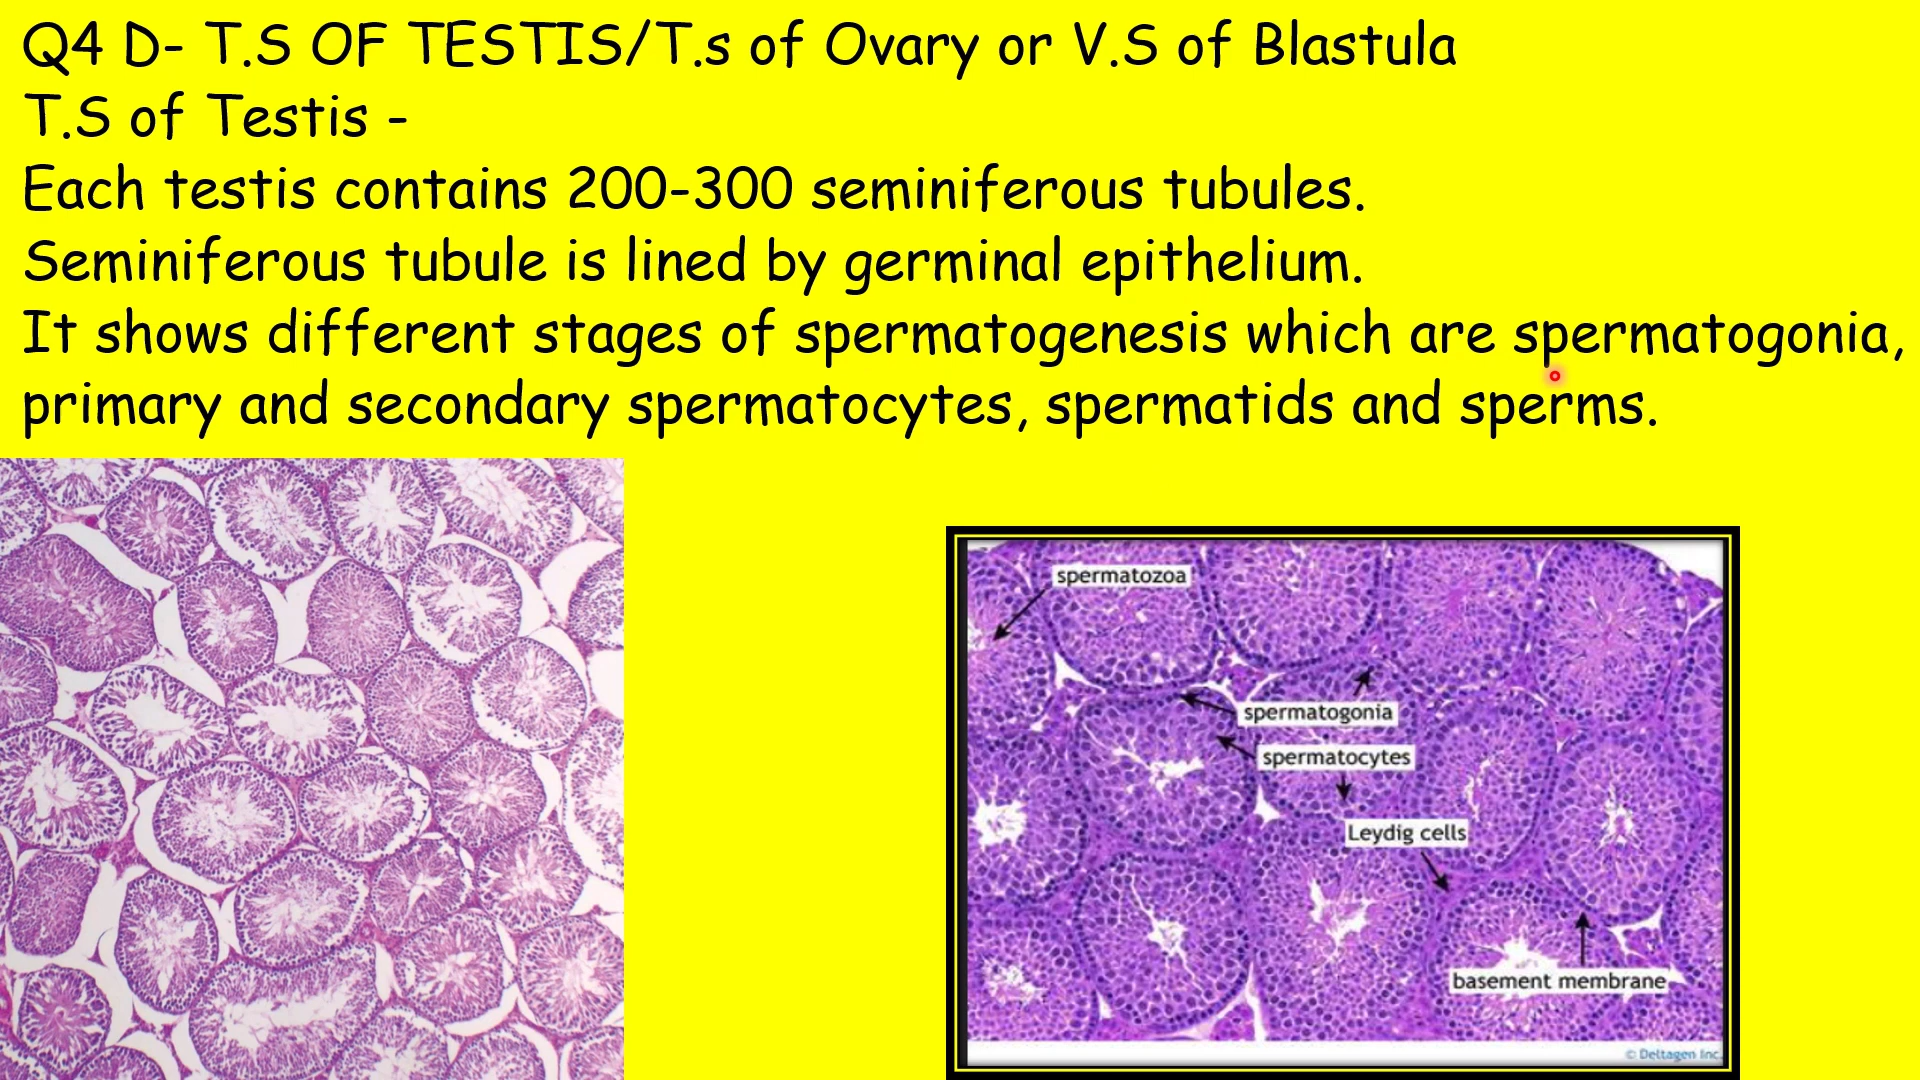 Q4 D- T.S OF TESTIS/T.s of Ovary or V.S of Blastula
T.S of Testis -
Each testis contains 200-300 seminiferous tubules.
Seminiferous tubule is lined by germinal epithelium.
It shows different stages of spermatogenesis which are spermatogonia,
primary and secondary spermatocytes, spermatids and sperms.
spermatozoa
spermatogonia
spermatocytes
Leydig cells
basement membrane
© Deltagen Inc.